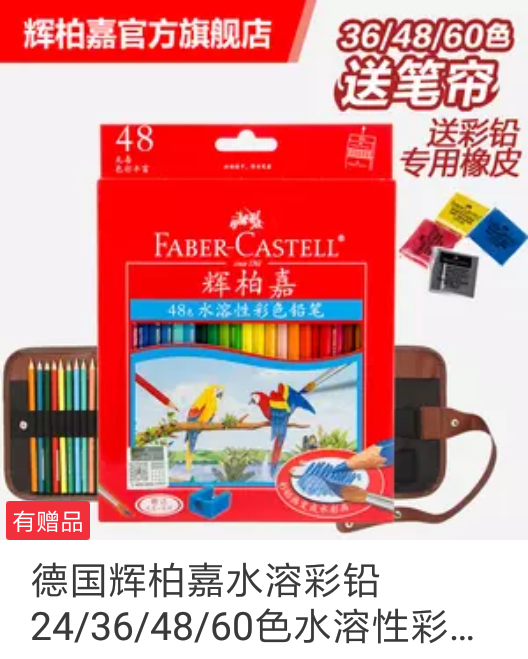 辉柏嘉官方旗舰店
36/48/60色
送笔帘
送彩铅
专用橡皮
48
FABER-CASTELL®
since 1761
辉柏嘉
48色水溶性彩色铅笔
有赠品
德国辉柏嘉水溶彩铅
24/36/48/60色水溶性彩...